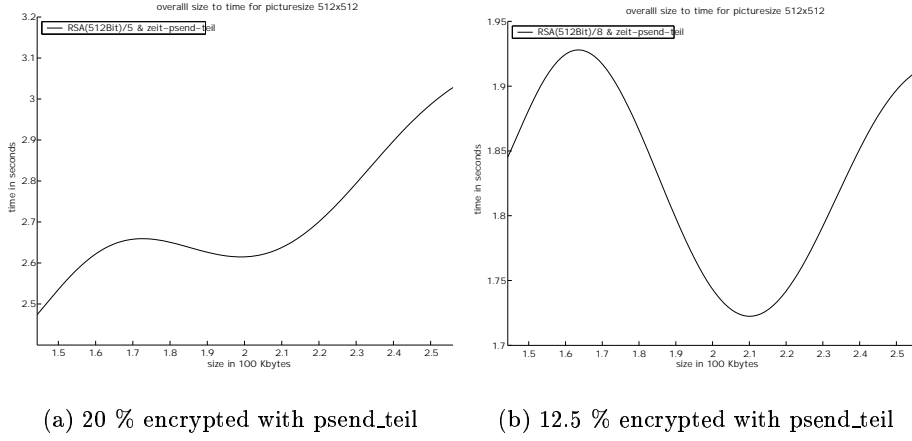 overalll size to time for picturesize 512x512
3.2
RSA(512Bit)/5 & zeit-psend-teil
3.1
3
2.9
2.8
2.7
2.6
2.5
time in seconds
1.5 1.6 1.7 1.8 1.9 2 2.1 2.2 2.3 2.4 2.5
size in 100 Kbytes
(a) 20 % encrypted with psend_teil
overalll size to time for picturesize 512x512
1.95
RSA(512Bit)/8 & zeit-psend-teil
1.9
1.85
1.8
1.75
1.7
time in seconds
1.5 1.6 1.7 1.8 1.9 2 2.1 2.2 2.3 2.4 2.5
size in 100 Kbytes
(b) 12.5 % encrypted with psend_teil